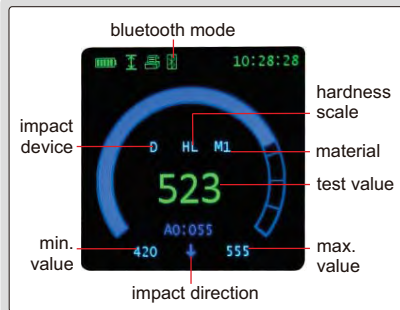 bluetooth mode
10:28:28
hardness
scale
impact
device
D HL M1
material
523
test value
A0:055
min.
value
420
555
max.
value
impact direction